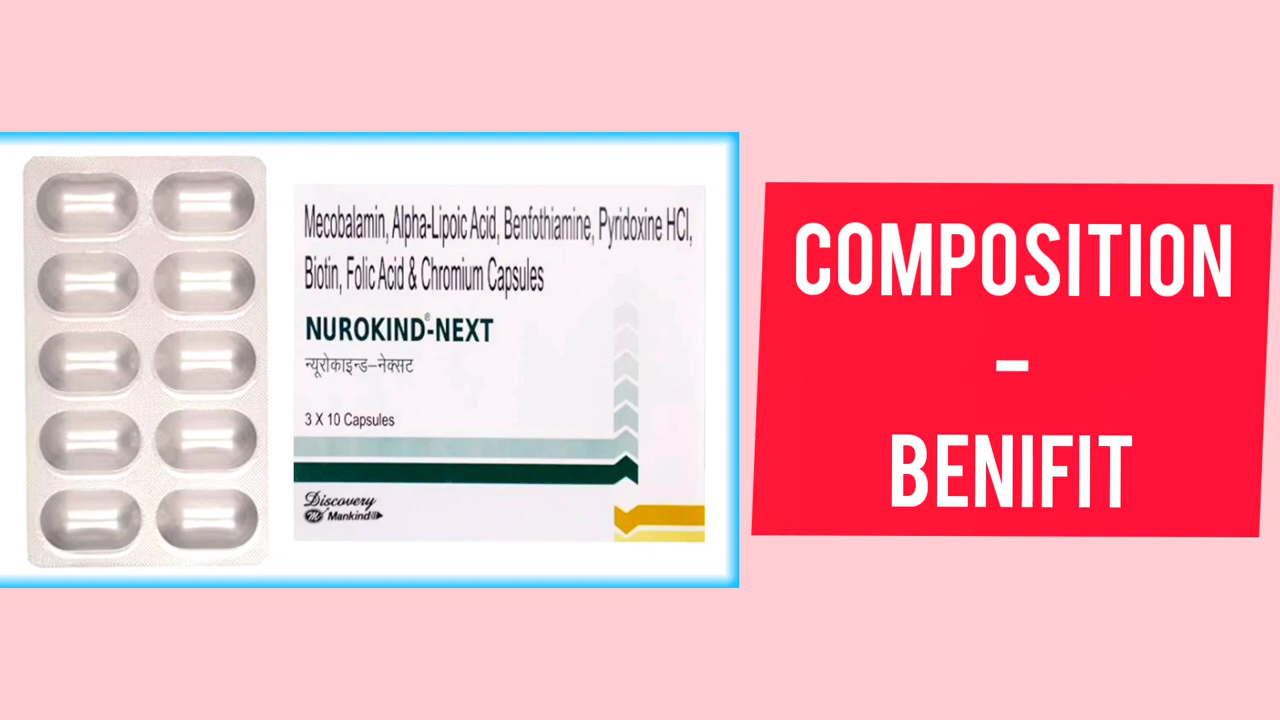 Mecobalamin, Alpha-Lipoic Acid, Benfothiamine, Pyridoxine HCl,
Biotin, Folic Acid & Chromium Capsules
NUROKIND®-NEXT
न्यूरोकाइन्ड–नेक्सट
3 X 10 Capsules
Discovery
Mankind
COMPOSITION
-
BENIFIT